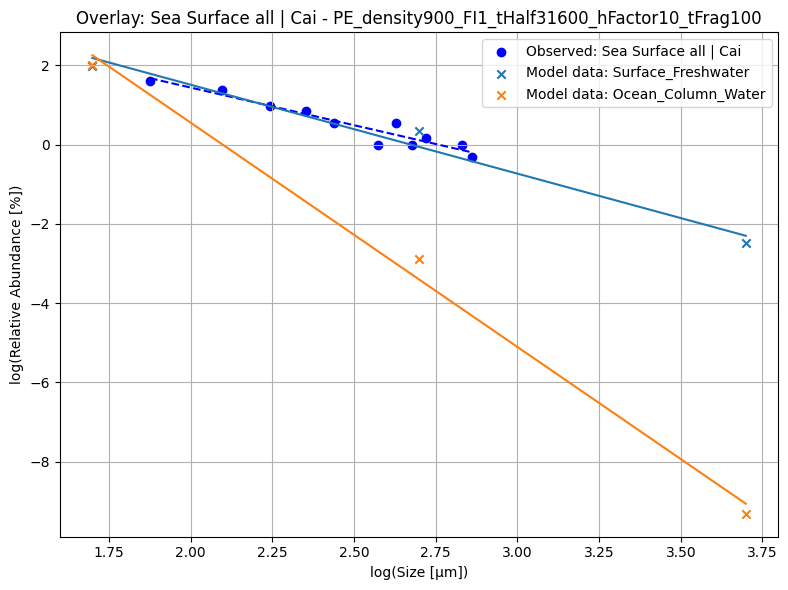 Overlay: Sea Surface all | Cai - PE_density900_FI1_tHalf31600_hFactor10_tFrag100
Observed: Sea Surface all | Cai
Model data: Surface_Freshwater
Model data: Ocean_Column_Water
log(Relative Abundance [%])
2
0
−2
−4
−6
−8
1.75 2.00 2.25 2.50 2.75 3.00 3.25 3.50 3.75
log(Size [μm])